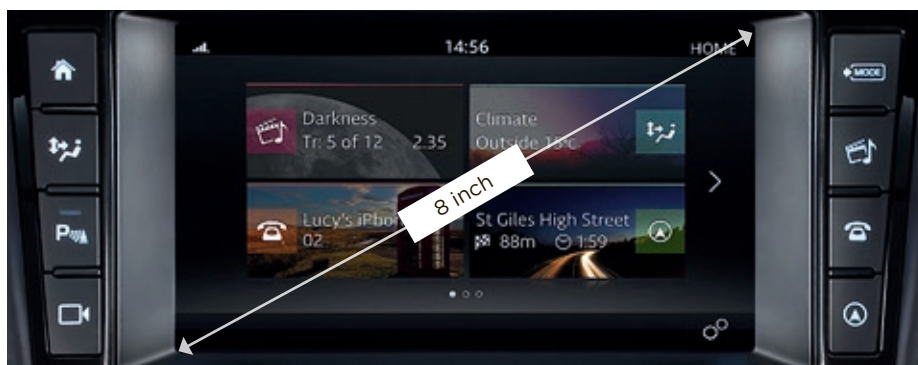 14:56
HOME
Darkness
Tr: 5 of 12 2.35
Climate
Outside 15°c
8 inch
Lucy's iPho
02
St Giles High Street
88m 1:59
MODE
P